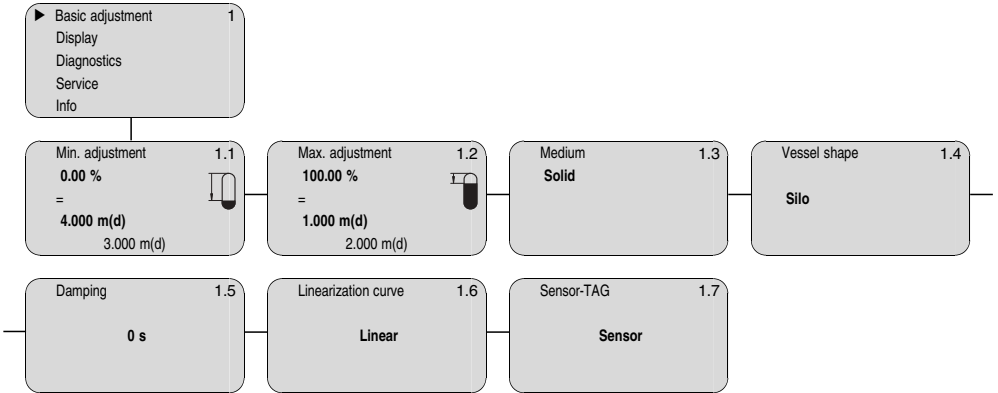 Basic adjustment 1
Display
Diagnostics
Service
Info
Min. adjustment 1.1
0.00 %
=
4.000 m(d)
3.000 m(d)
Max. adjustment 1.2
100.00 %
=
1.000 m(d)
2.000 m(d)
Medium 1.3
Solid
Vessel shape 1.4
Silo
Damping 1.5
0 s
Linearization curve 1.6
Linear
Sensor-TAG 1.7
Sensor